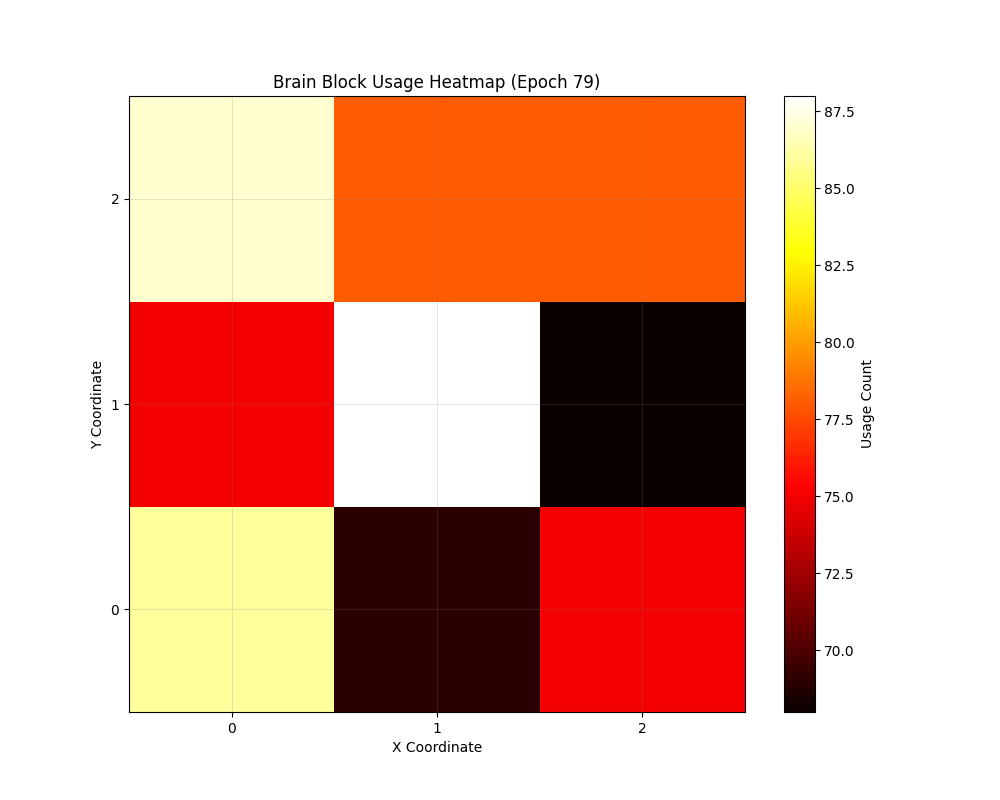 Brain Block Usage Heatmap (Epoch 79)
Y Coordinate
2
1
0
0 1 2
X Coordinate
87.5
85.0
82.5
80.0
77.5
75.0
72.5
70.0
Usage Count